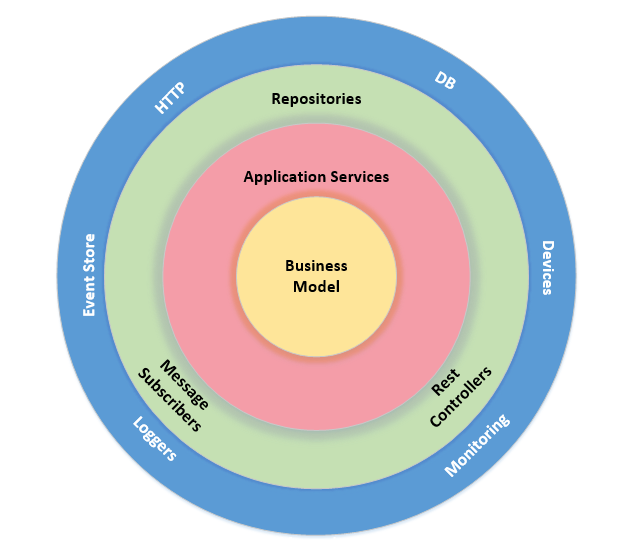 HTTP
DB
Repositories
Application Services
Business
Model
Event Store
Devices
Message
Subscribers
Rest
Controllers
Loggers
Monitoring